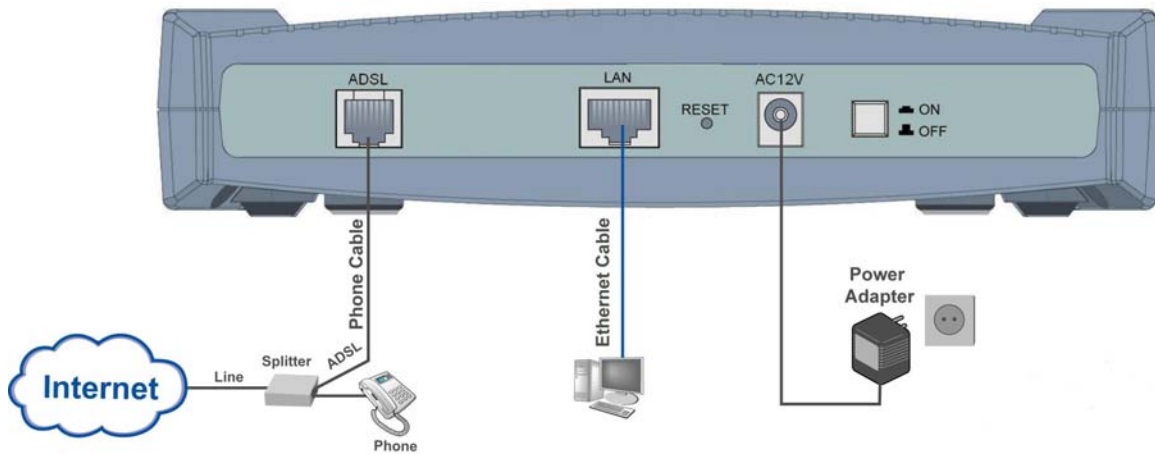 ADSL
LAN
RESET
AC12V
ON
OFF
Phone Cable
Ethernet Cable
Power
Adapter
Internet
Line
Splitter
ADSL
Phone